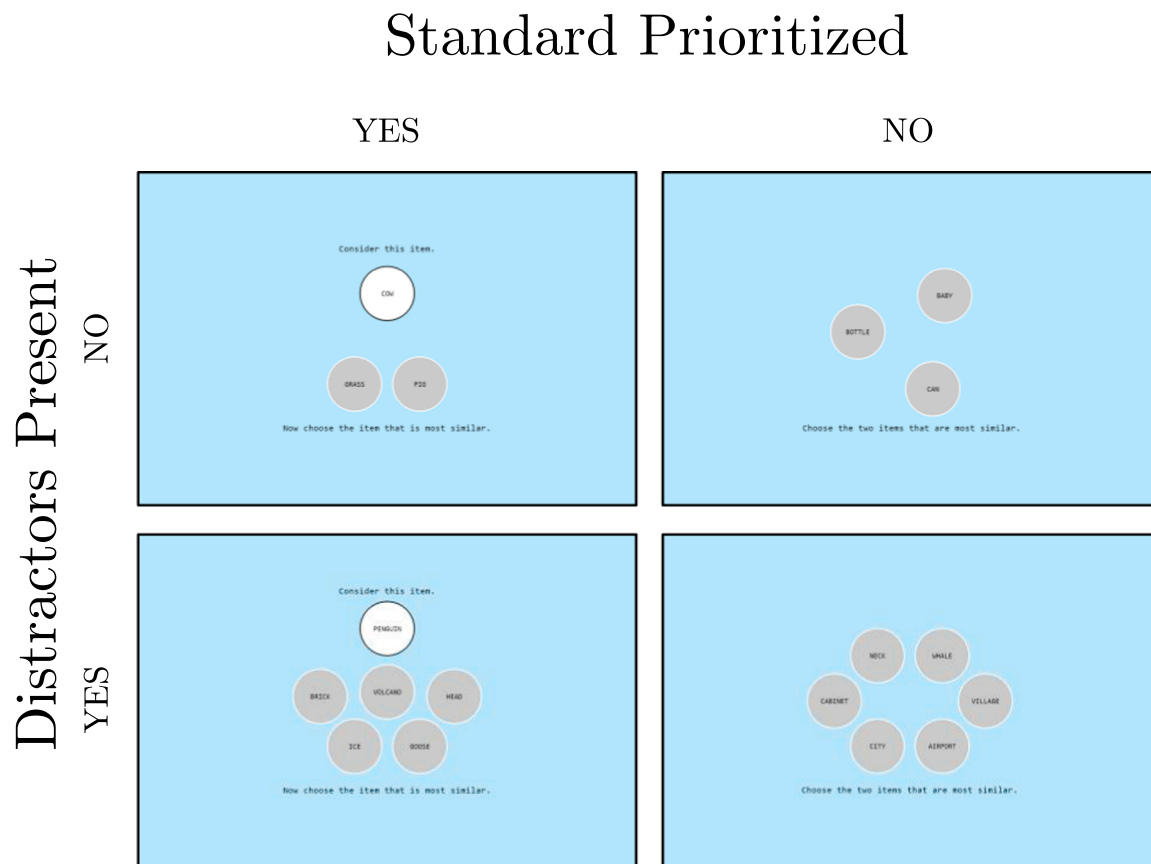 Standard Prioritized
YES
NO
Distractors Present
NO
Consider this item.
COW
GRASS
PIG
Now choose the item that is most similar.
BABY
BOTTLE
CAN
Choose the two items that are most similar.
YES
Consider this item.
PENGUIN
BRICK
VOLCANO
HEAD
ICE
GOOSE
Now choose the item that is most similar.
NECK
WHALE
CABINET
VILLAGE
CITY
AIRPORT
Choose the two items that are most similar.